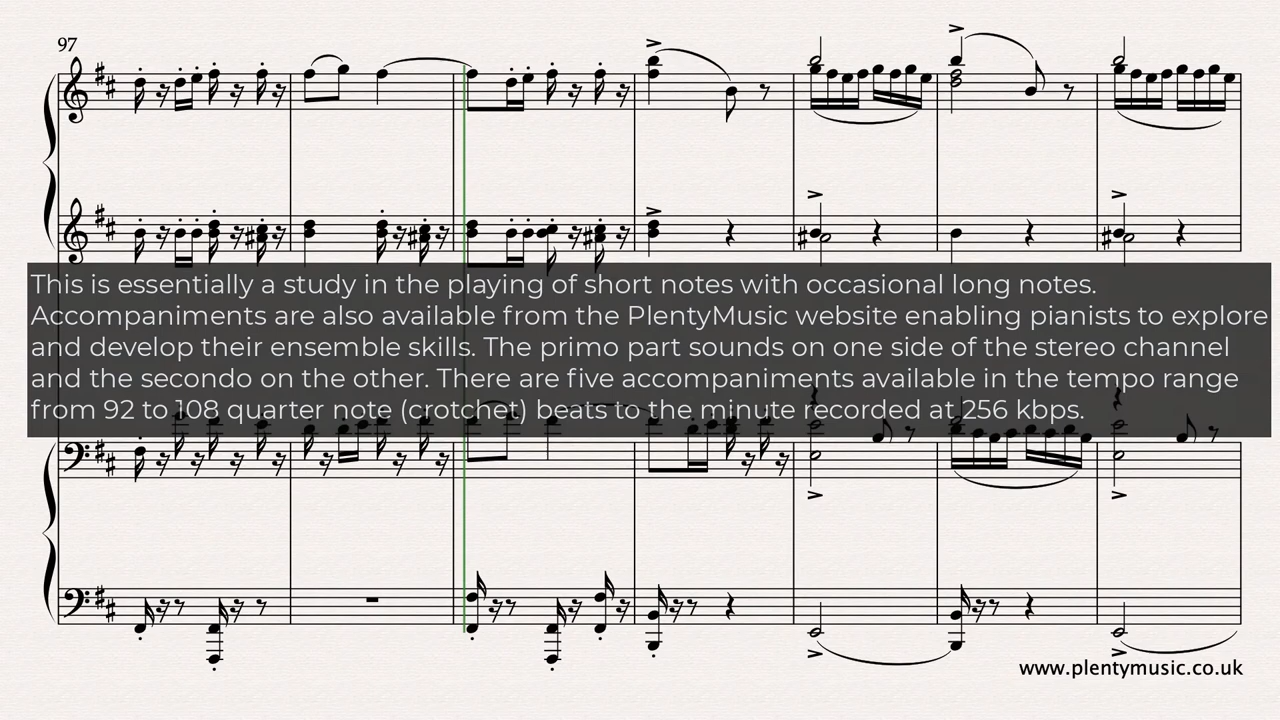 97
This is essentially a study in the playing of short notes with occasional long notes.
Accompaniments are also available from the PlentyMusic website enabling pianists to explore
and develop their ensemble skills. The primo part sounds on one side of the stereo channel
and the secondo on the other. There are five accompaniments available in the tempo range
from 92 to 108 quarter note (crotchet) beats to the minute recorded at 256 kbps.
www.plentymusic.co.uk